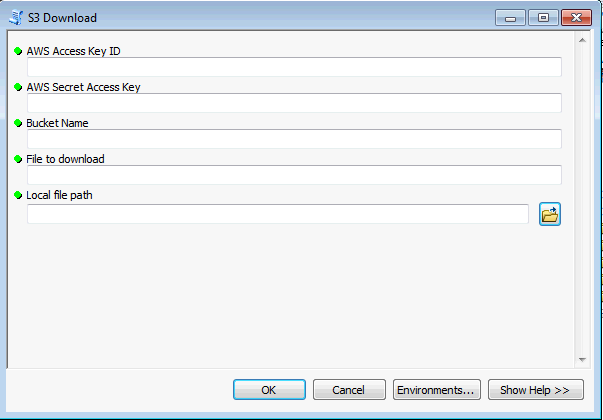 S3 Download
AWS Access Key ID
AWS Secret Access Key
Bucket Name
File to download
Local file path
OK Cancel Environments... Show Help >>